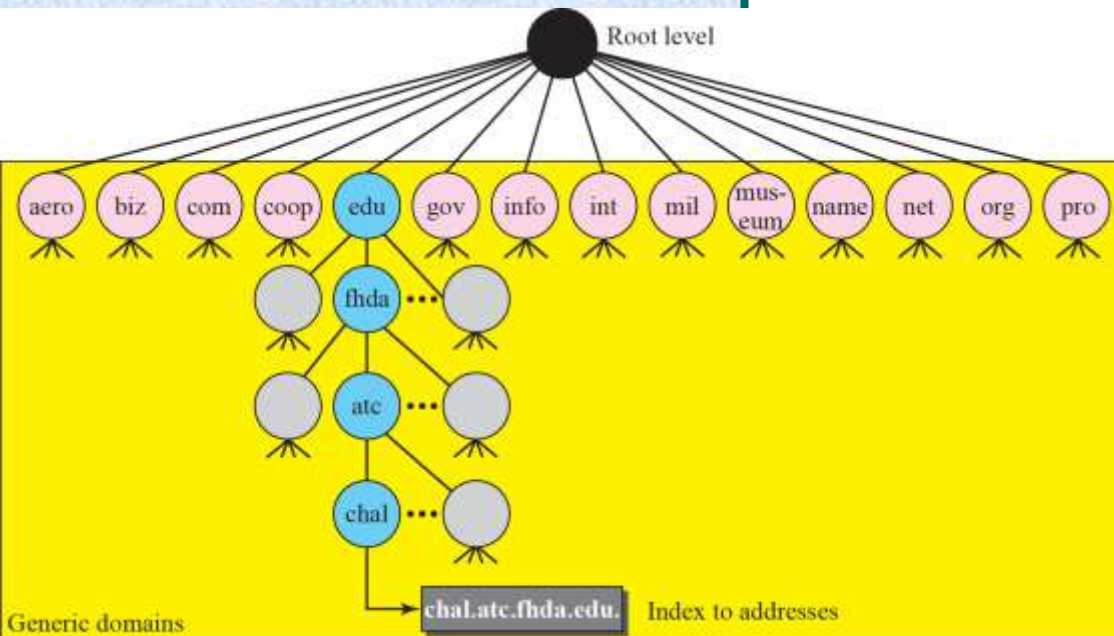 Root level
aero biz com coop edu gov info int mil mus-
eum name net org pro
fhda
atc
chal
chal.atc.fhda.edu. Index to addresses
Generic domains